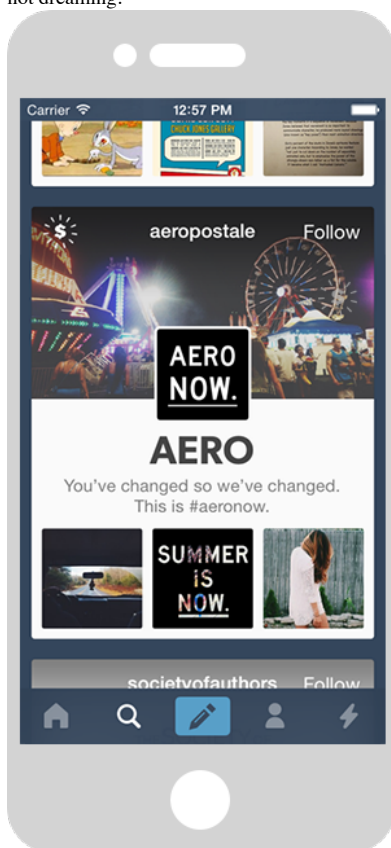 not dreaming?
Carrier 12:57 PM
CHUCK JONES GALLERY
$
aeropostale Follow
AERO
NOW.
AERO
You've changed so we've changed.
This is #aeronow.
SUMMER
IS
NOW.
societyofauthors Follow